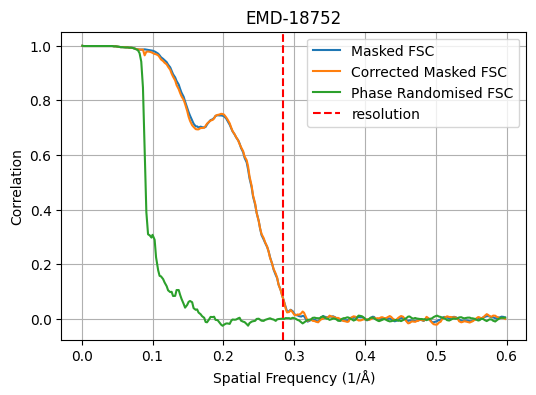 EMD-18752
Masked FSC
Corrected Masked FSC
Phase Randomised FSC
resolution
Correlation
1.0
0.8
0.6
0.4
0.2
0.0
0.0 0.1 0.2 0.3 0.4 0.5 0.6
Spatial Frequency (1/Å)